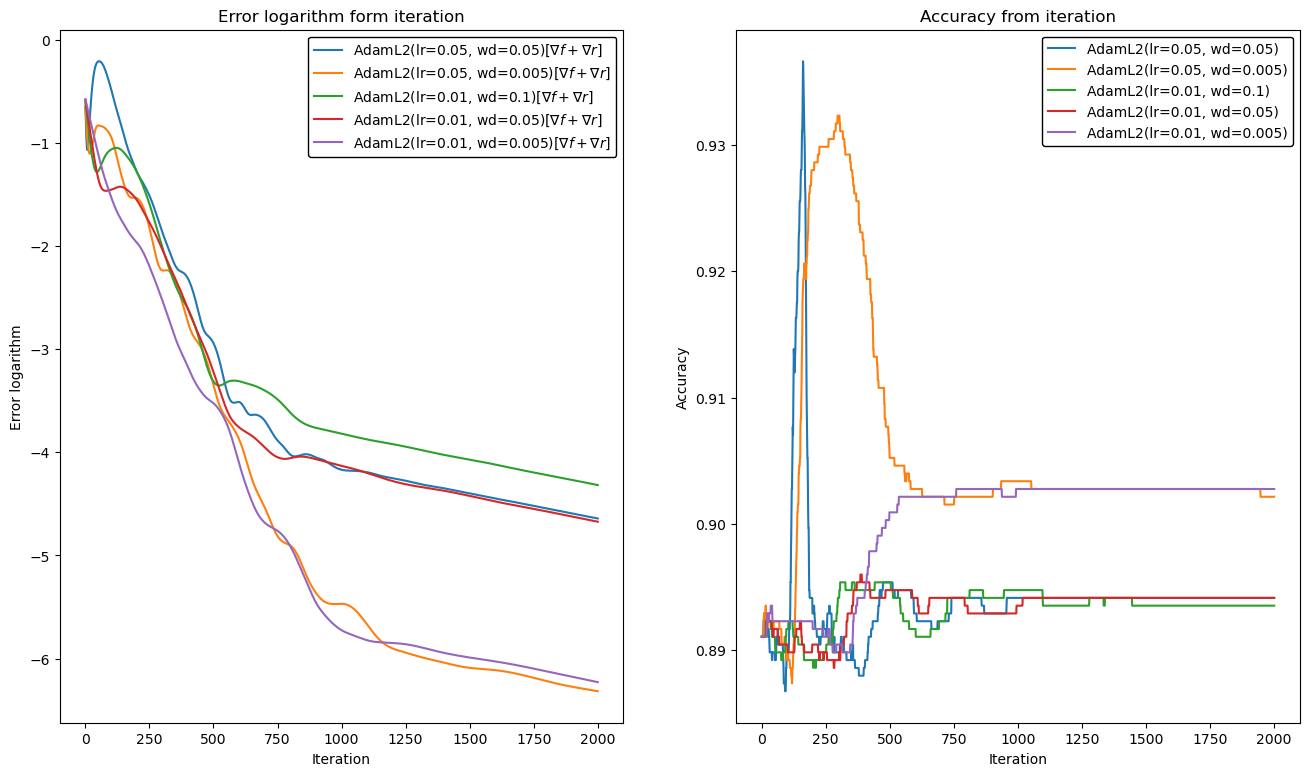 Error logarithm form iteration
AdamL2(lr=0.05, wd=0.05)[∇f + ∇r]
AdamL2(lr=0.05, wd=0.005)[∇f + ∇r]
AdamL2(lr=0.01, wd=0.1)[∇f + ∇r]
AdamL2(lr=0.01, wd=0.05)[∇f + ∇r]
AdamL2(lr=0.01, wd=0.005)[∇f + ∇r]
Error logarithm
0
−1
−2
−3
−4
−5
−6
0 250 500 750 1000 1250 1500 1750 2000
Iteration
Accuracy from iteration
AdamL2(lr=0.05, wd=0.05)
AdamL2(lr=0.05, wd=0.005)
AdamL2(lr=0.01, wd=0.1)
AdamL2(lr=0.01, wd=0.05)
AdamL2(lr=0.01, wd=0.005)
Accuracy
0.93
0.92
0.91
0.90
0.89
0 250 500 750 1000 1250 1500 1750 2000
Iteration